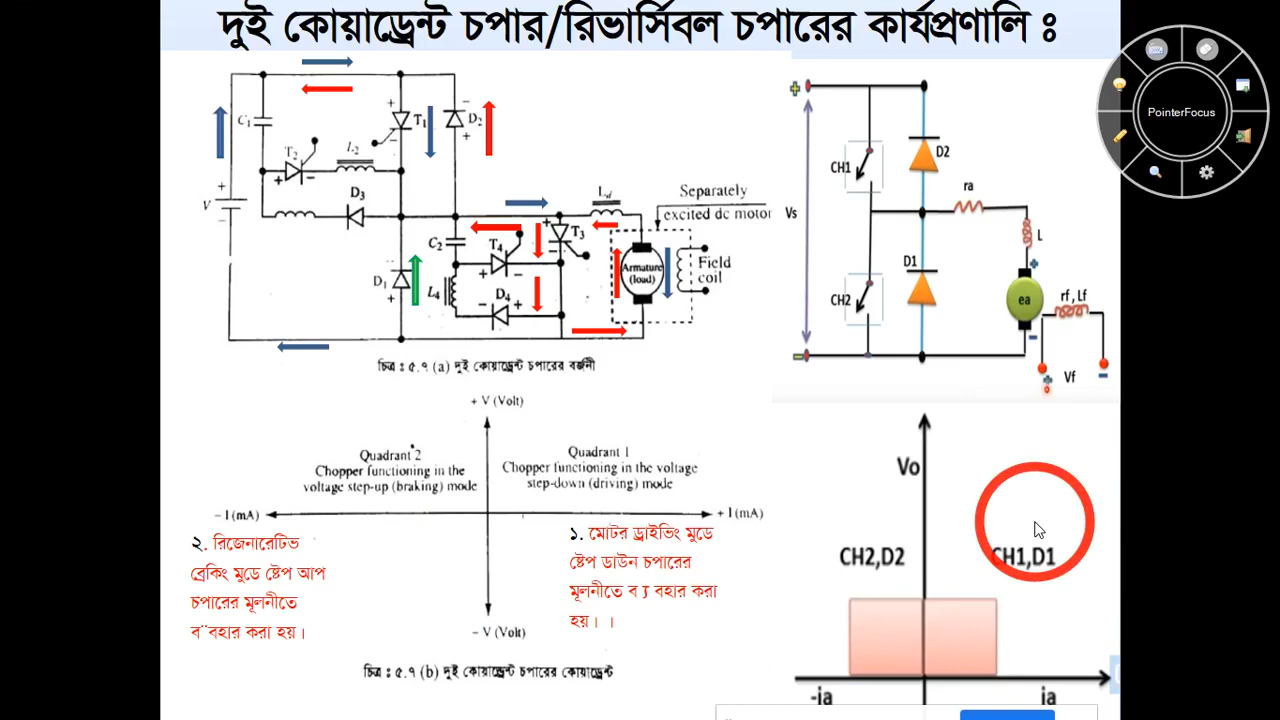 দুই কোয়াড্রেন্ট চপার/রিভার্সিবল চপারের কার্যপ্রণালি ঃ
PointerFocus
C1
T1
D2
T2
L2
D3
V
C2
T4
T3
Ld
Separately
excited dc motor
Armature
(load)
Field
coil
D1
L4
D4
চিত্র ঃ ৫.৭ (a) দুই কোয়াড্রেন্ট চপারের বর্তনী
+ V (Volt)
Quadrant 2
Chopper functioning in the
voltage step-up (braking) mode
Quadrant 1
Chopper functioning in the voltage
step-down (driving) mode
- I (mA)
+ I (mA)
২. রিজেনারেটিভ
ব্রেকিং মুডে ষ্টেপ আপ
চপারের মূলনীতে
ব্যবহার করা হয়।
১. মোটর ড্রাইভিং মুডে
ষ্টেপ ডাউন চপারের
মূলনীতে ব্য বহার করা
হয়। ।
- V (Volt)
চিত্র ঃ ৫.৭ (b) দুই কোয়াড্রেন্ট চপারের কোয়াড্রেন্ট
CH1
D2
Vs
ra
L
D1
CH2
ea
rf , Lf
Vf
Vo
CH2,D2
CH1,D1
-ia
ia